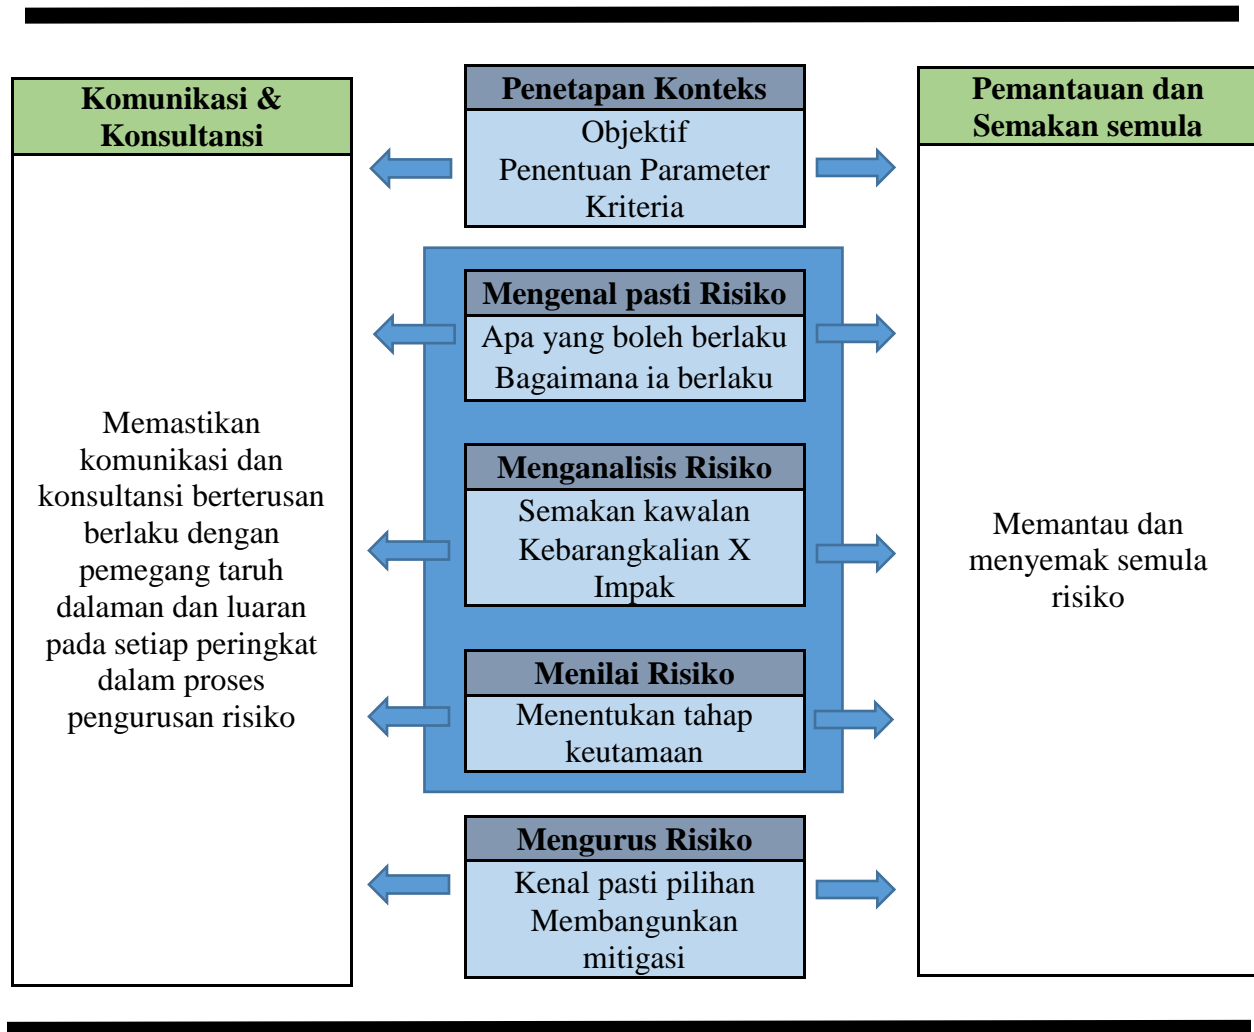 Komunikasi &
Konsultansi
Memastikan
komunikasi dan
konsultansi berterusan
berlaku dengan
pemegang taruh
dalaman dan luaran
pada setiap peringkat
dalam proses
pengurusan risiko
Penetapan Konteks
Objektif
Penentuan Parameter
Kriteria
Mengenal pasti Risiko
Apa yang boleh berlaku
Bagaimana ia berlaku
Menganalisis Risiko
Semakan kawalan
Kebarangkalian X
Impak
Menilai Risiko
Menentukan tahap
keutamaan
Mengurus Risiko
Kenal pasti pilihan
Membangunkan
mitigasi
Pemantauan dan
Semakan semula
Memantau dan
menyemak semula
risiko